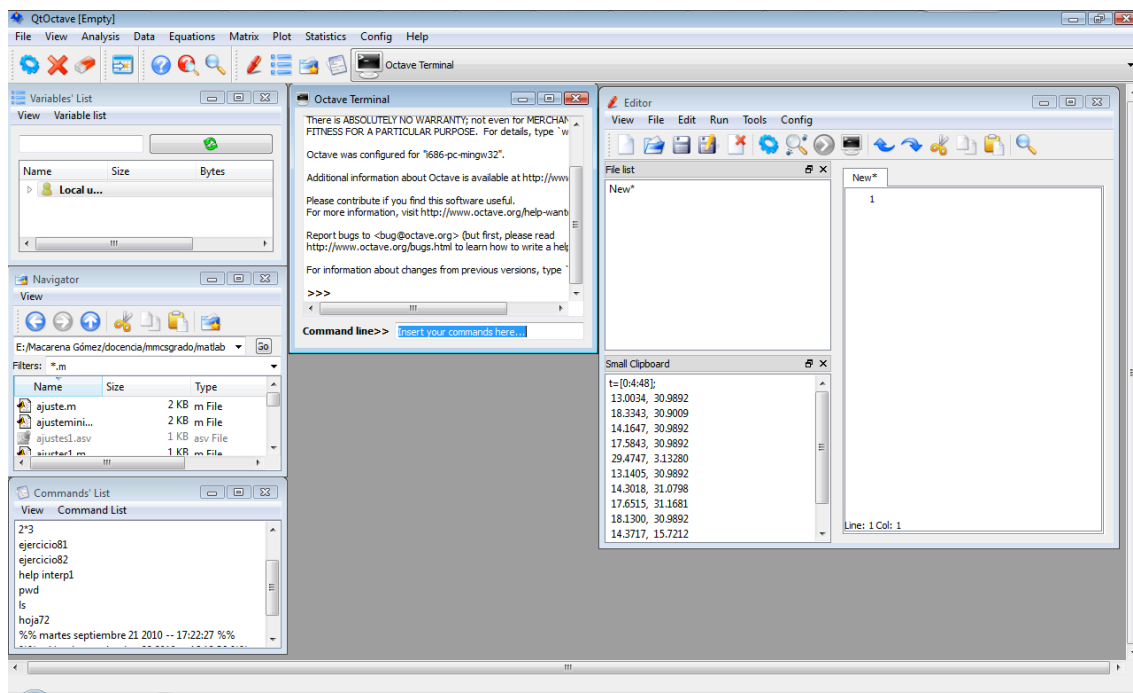 QtOctave [Empty]
File View Analysis Data Equations Matrix Plot Statistics Config Help
Octave Terminal
Variables' List
View Variable list
Name Size Bytes
Local u...
Navigator
View
E:/Macarena Gómez/docencia/mmcsgrado/matlab
Go
Filters: *.m
Name Size Type
ajuste.m 2 KB m File
ajustemini... 2 KB m File
ajustes1.asv 1 KB asv File
ajustes1.m 1 KB m File
Commands' List
View Command List
2*3
ejercicio81
ejercicio82
help interp1
pwd
ls
hoja72
%% martes septiembre 21 2010 -- 17:22:27 %%
Octave Terminal
There is ABSOLUTELY NO WARRANTY; not even for MERCHAN
FITNESS FOR A PARTICULAR PURPOSE. For details, type `w
Octave was configured for "i686-pc-mingw32".
Additional information about Octave is available at http://www
Please contribute if you find this software useful.
For more information, visit http://www.octave.org/help-want
Report bugs to <bug@octave.org> (but first, please read
http://www.octave.org/bugs.html to learn how to write a help
For information about changes from previous versions, type `
>>>
Command line>> Insert your commands here...
Editor
View File Edit Run Tools Config
File list
New*
New*
1
Small Clipboard
t=[0:4:48];
13.0034, 30.9892
18.3343, 30.9009
14.1647, 30.9892
17.5843, 30.9892
29.4747, 3.13280
13.1405, 30.9892
14.3018, 31.0798
17.6515, 31.1681
18.1300, 30.9892
14.3717, 15.7212
Line: 1 Col: 1